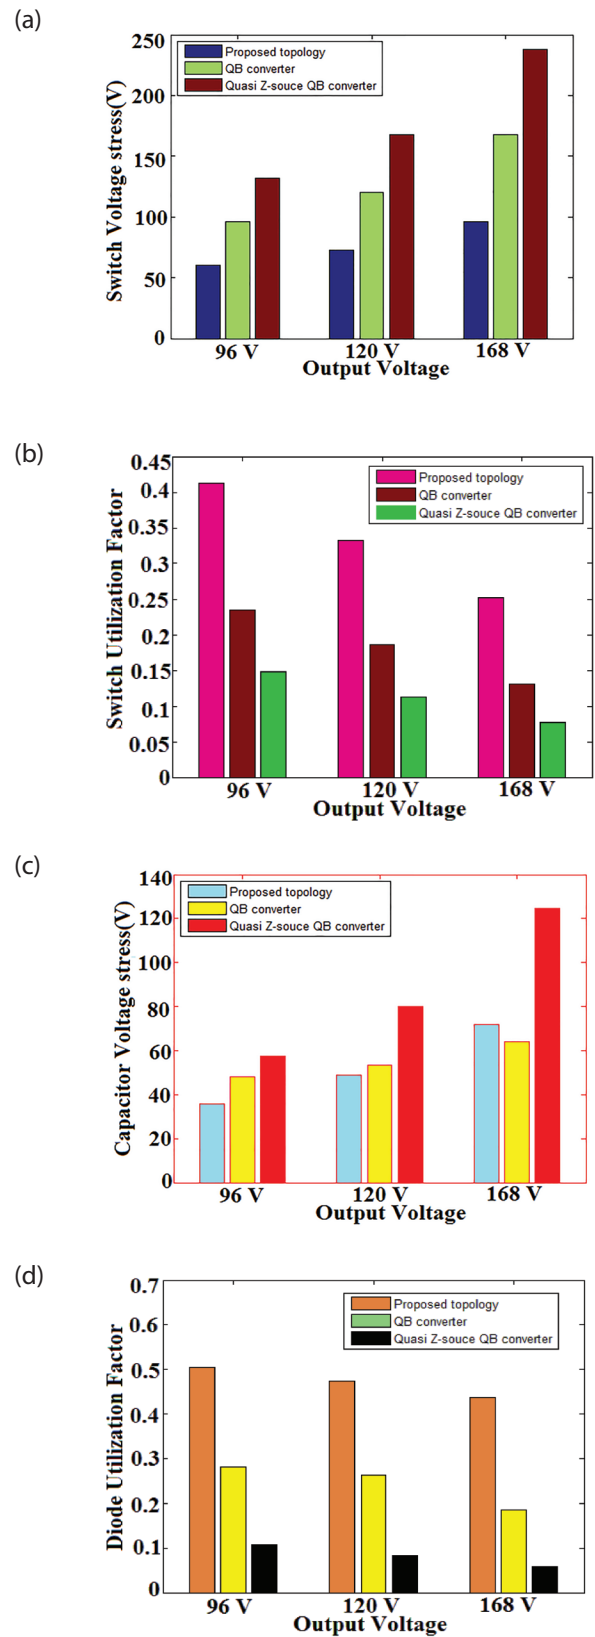 (a)
250
200
150
100
50
0
Switch Voltage stress(V)
Proposed topology
QB converter
Quasi Z-souce QB converter
96 V
120 V
168 V
Output Voltage
(b)
0.45
0.4
0.35
0.3
0.25
0.2
0.15
0.1
0.05
0
Switch Utilization Factor
Proposed topology
QB converter
Quasi Z-souce QB converter
96 V
120 V
168 V
Output Voltage
(c)
140
120
100
80
60
40
20
0
Capacitor Voltage stress(V)
Proposed topology
QB converter
Quasi Z-souce QB converter
96 V
120 V
168 V
Output Voltage
(d)
0.7
0.6
0.5
0.4
0.3
0.2
0.1
0
Diode Utilization Factor
Proposed topology
QB converter
Quasi Z-souce QB converter
96 V
120 V
168 V
Output Voltage